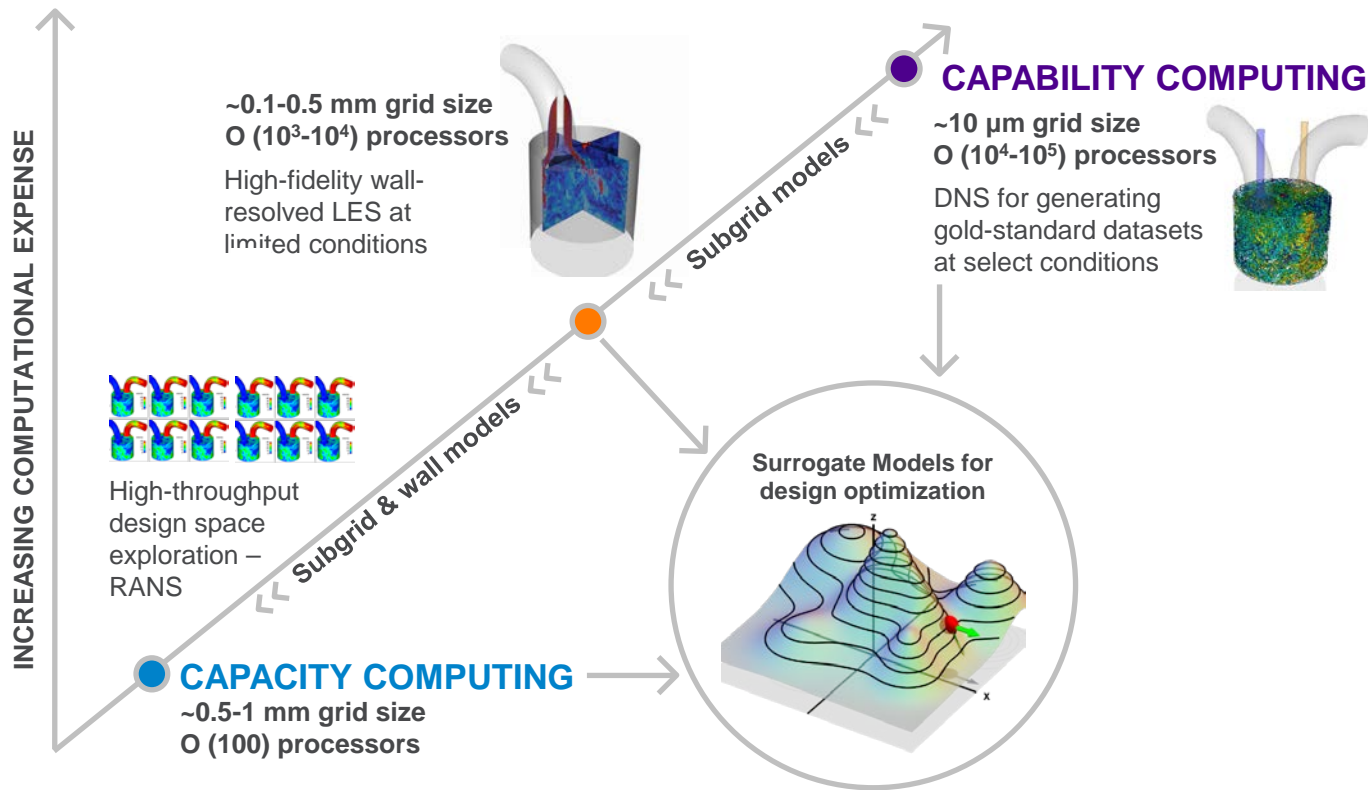 INCREASING COMPUTATIONAL EXPENSE
~0.1-0.5 mm grid size
O (10³-10⁴) processors
High-fidelity wall-
resolved LES at
limited conditions
CAPABILITY COMPUTING
~10 µm grid size
O (10⁴-10⁵) processors
DNS for generating
gold-standard datasets
at select conditions
Subgrid models
Subgrid & wall models
High-throughput
design space
exploration –
RANS
Surrogate Models for
design optimization
z
x
CAPACITY COMPUTING
~0.5-1 mm grid size
O (100) processors